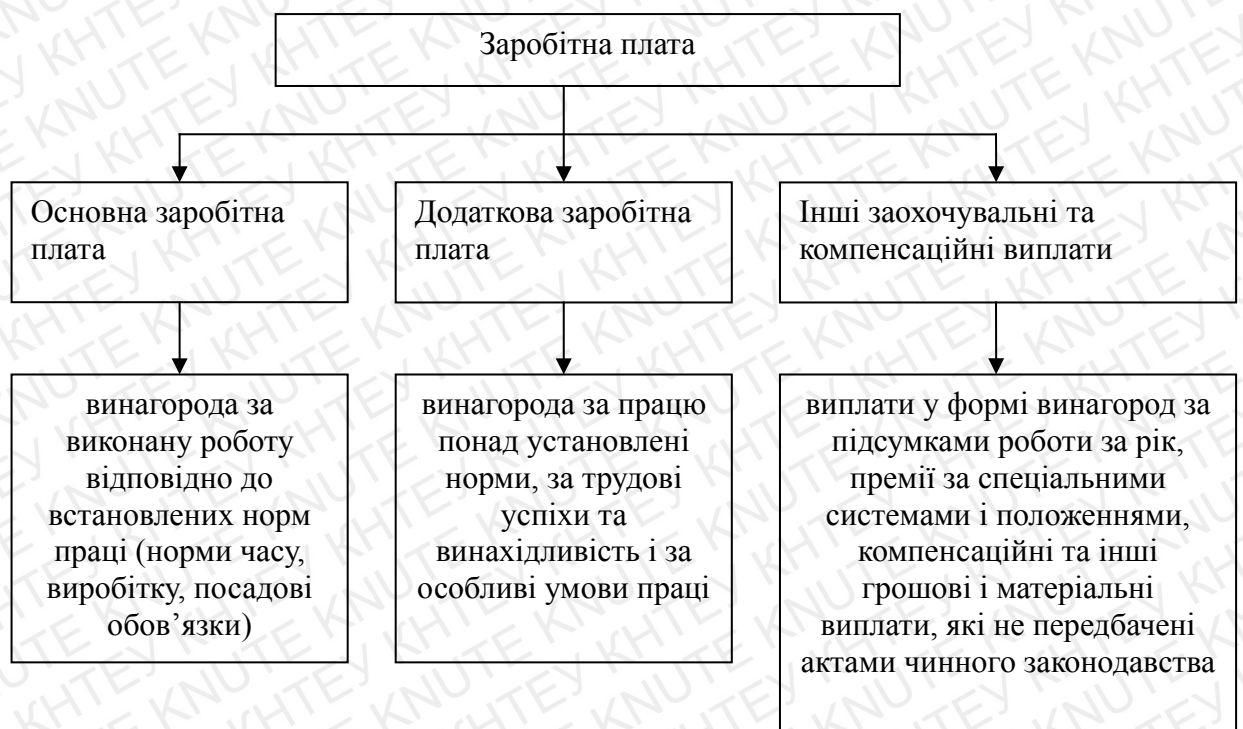 Заробітна плата
Основна заробітна
плата
Додаткова заробітна
плата
Інші заохочувальні та
компенсаційні виплати
винагорода за
виконану роботу
відповідно до
встановлених норм
праці (норми часу,
виробітку, посадові
обов’язки)
винагорода за працю
понад установлені
норми, за трудові
успіхи та
винахідливість і за
особливі умови праці
виплати у формі винагород за
підсумками роботи за рік,
премії за спеціальними
системами і положеннями,
компенсаційні та інші
грошові і матеріальні
виплати, які не передбачені
актами чинного законодавства